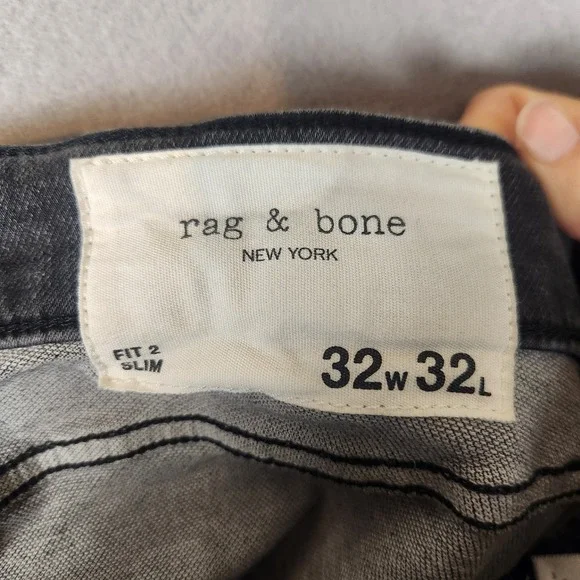 rag & bone
NEW YORK
FIT 2
SLIM
32W 32L